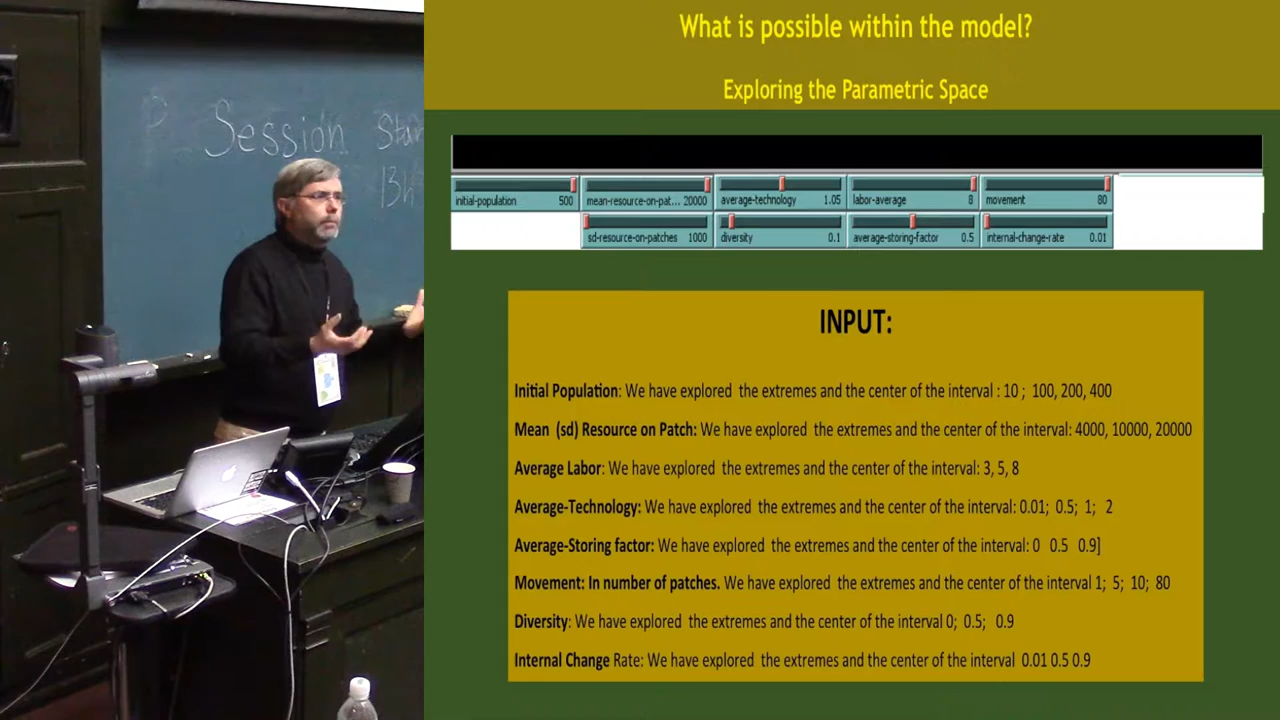 P Session
13h
What is possible within the model?
Exploring the Parametric Space
initial-population 500
mean-resource-on-pat... 20000
average-technology 1.05
labor-average 8
movement 80
sd-resource-on-patches 1000
diversity 0.1
average-storing-factor 0.5
internal-change-rate 0.01
INPUT:
Initial Population: We have explored the extremes and the center of the interval : 10 ; 100, 200, 400
Mean (sd) Resource on Patch: We have explored the extremes and the center of the interval: 4000, 10000, 20000
Average Labor: We have explored the extremes and the center of the interval: 3, 5, 8
Average-Technology: We have explored the extremes and the center of the interval: 0.01; 0.5; 1; 2
Average-Storing factor: We have explored the extremes and the center of the interval: 0 0.5 0.9]
Movement: In number of patches. We have explored the extremes and the center of the interval 1; 5; 10; 80
Diversity: We have explored the extremes and the center of the interval 0; 0.5; 0.9
Internal Change Rate: We have explored the extremes and the center of the interval 0.01 0.5 0.9